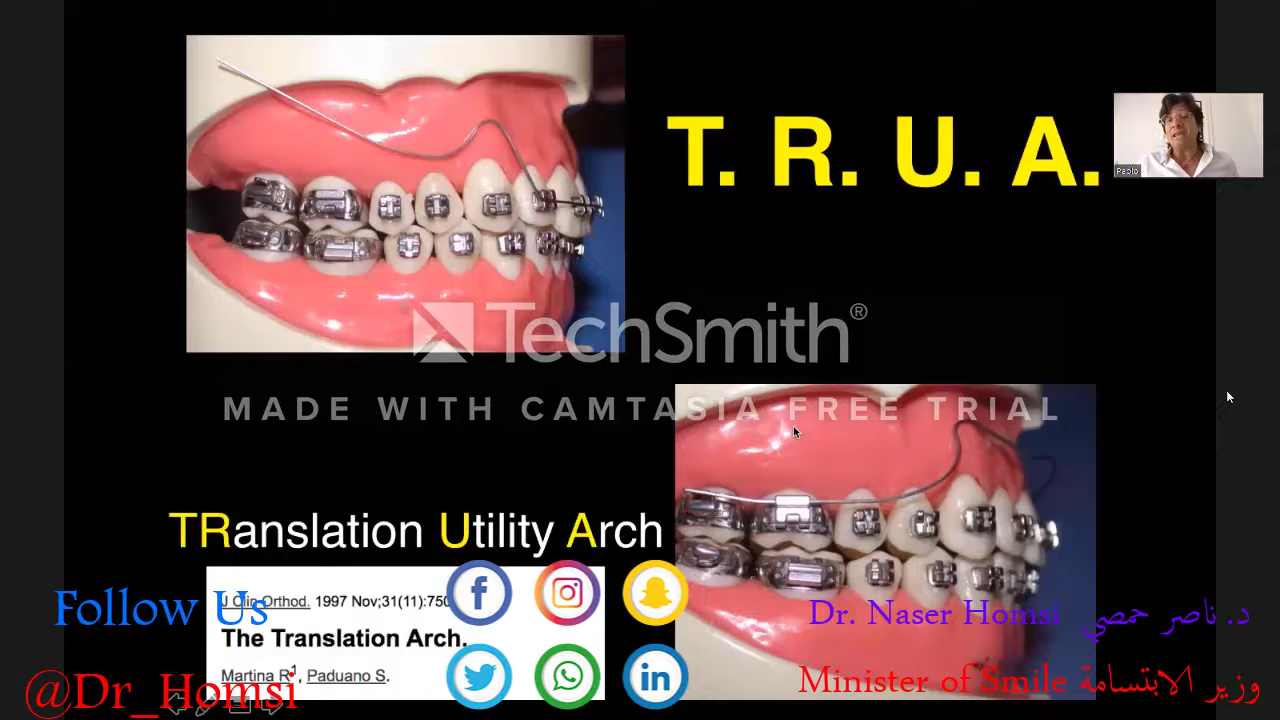 T. R. U. A.
Paolo
TechSmith®
MADE WITH CAMTASIA FREE TRIAL
TRanslation Utility Arch
J Clin Orthod. 1997 Nov;31(11):750
The Translation Arch.
Martina R1, Paduano S.
Follow Us
@Dr_Homsi
Dr. Naser Homsi د. ناصر حمصي
Minister of Smile وزير الابتسامة